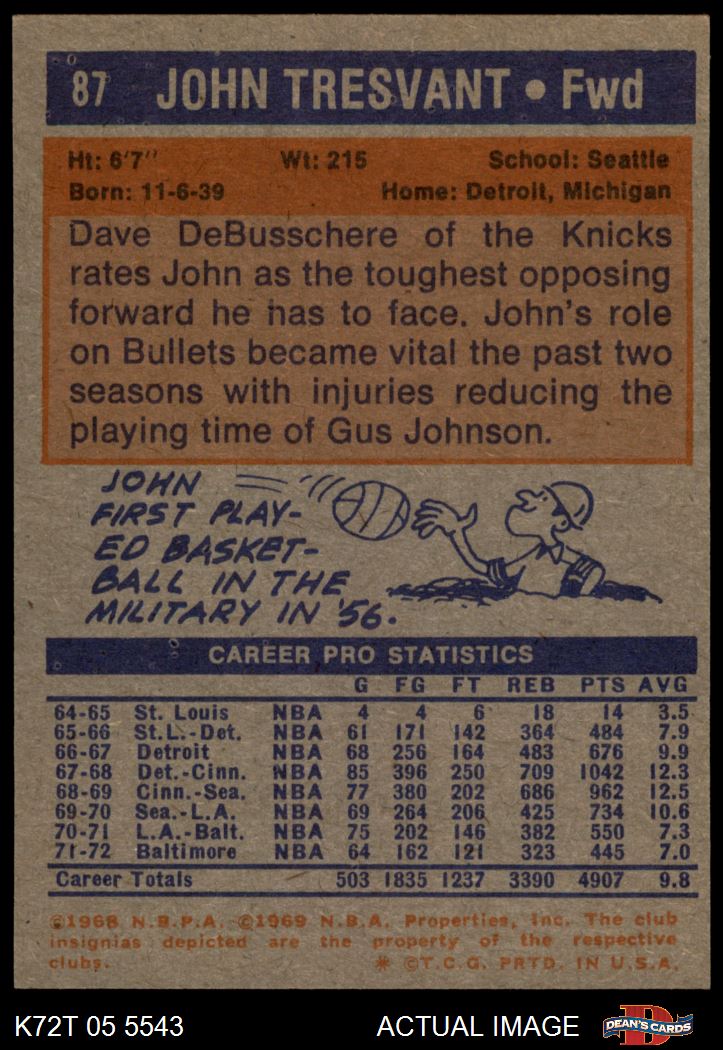 87 JOHN TRESVANT • Fwd
Ht: 6'7" Wt: 215 School: Seattle
Born: 11-6-39 Home: Detroit, Michigan
Dave DeBusschere of the Knicks
rates John as the toughest opposing
forward he has to face. John's role
on Bullets became vital the past two
seasons with injuries reducing the
playing time of Gus Johnson.
JOHN
FIRST PLAY-
ED BASKET-
BALL IN THE
MILITARY IN '56.
CAREER PRO STATISTICS
G FG FT REB PTS AVG
64-65 St. Louis NBA 4 4 6 18 14 3.5
65-66 St.L.-Det. NBA 61 171 142 364 484 7.9
66-67 Detroit NBA 68 256 164 483 676 9.9
67-68 Det.-Cinn. NBA 85 396 250 709 1042 12.3
68-69 Cinn.-Sea. NBA 77 380 202 686 962 12.5
69-70 Sea.-L.A. NBA 69 264 206 425 734 10.6
70-71 L.A.-Balt. NBA 75 202 146 382 550 7.3
71-72 Baltimore NBA 64 162 121 323 445 7.0
Career Totals 503 1835 1237 3390 4907 9.8
©1968 N.B.P.A. ©1969 N.B.A. Properties, Inc. The club
insignias depicted are the property of the respective
clubs. * ©T.C.G. PRTD. IN U.S.A.
K72T 05 5543 ACTUAL IMAGE D DEAN'S CARDS